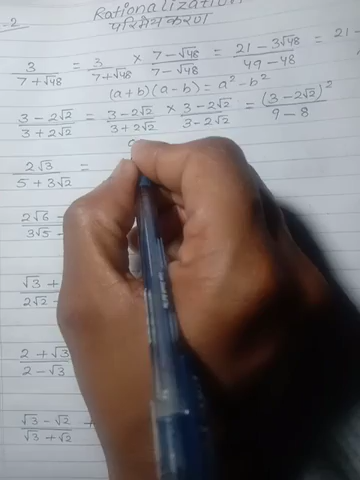 -2
Rationalization
परिमेयकरण
3/(7+√48) = 3/(7+√48) × (7-√48)/(7-√48) = (21-3√48)/(49-48) = 21-
(a+b)(a-b) = a²-b²
(3-2√2)/(3+2√2) = (3-2√2)/(3+2√2) × (3-2√2)/(3-2√2) = (3-2√2)²/(9-8)
2√3/(5+3√2) =
2√6 -
3√5 -
√3 +
2√2 -
(2+√3)/(2-√3)
(√3-√2)/(√3+√2) +